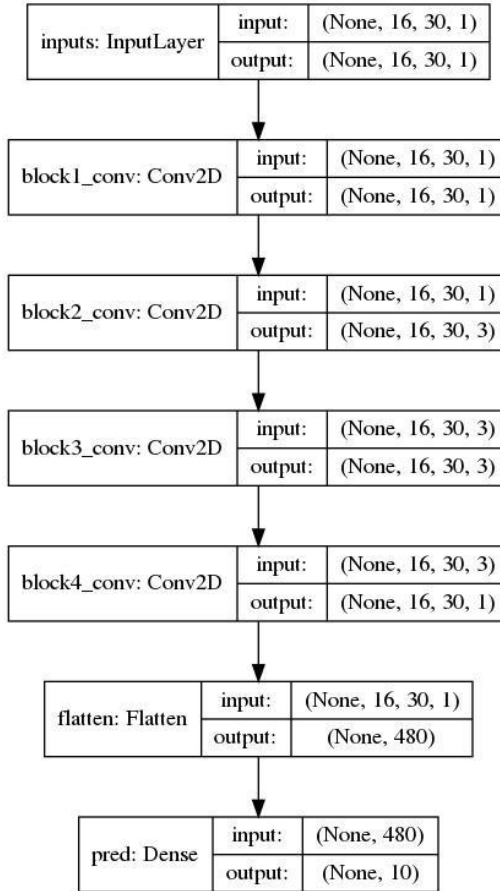 inputs: InputLayer
input: (None, 16, 30, 1)
output: (None, 16, 30, 1)
block1_conv: Conv2D
input: (None, 16, 30, 1)
output: (None, 16, 30, 1)
block2_conv: Conv2D
input: (None, 16, 30, 1)
output: (None, 16, 30, 3)
block3_conv: Conv2D
input: (None, 16, 30, 3)
output: (None, 16, 30, 3)
block4_conv: Conv2D
input: (None, 16, 30, 3)
output: (None, 16, 30, 1)
flatten: Flatten
input: (None, 16, 30, 1)
output: (None, 480)
pred: Dense
input: (None, 480)
output: (None, 10)